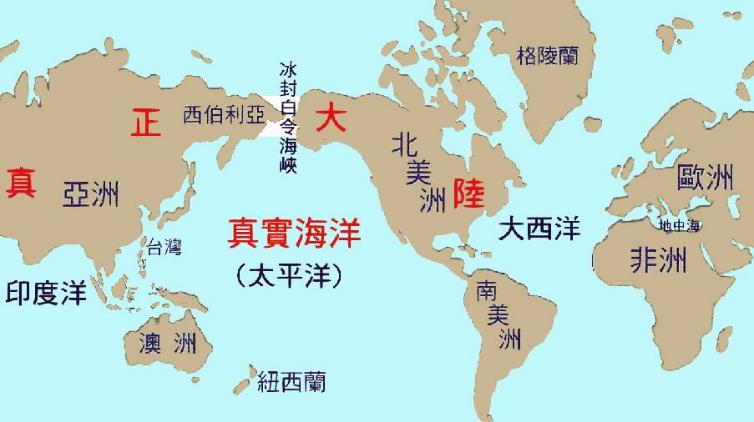 格陵蘭
冰封白令海峽
真正大陸
西伯利亞
北美洲
亞洲
歐洲
地中海
真實海洋
（太平洋）
大西洋
台灣
非洲
印度洋
南美洲
澳洲
紐西蘭